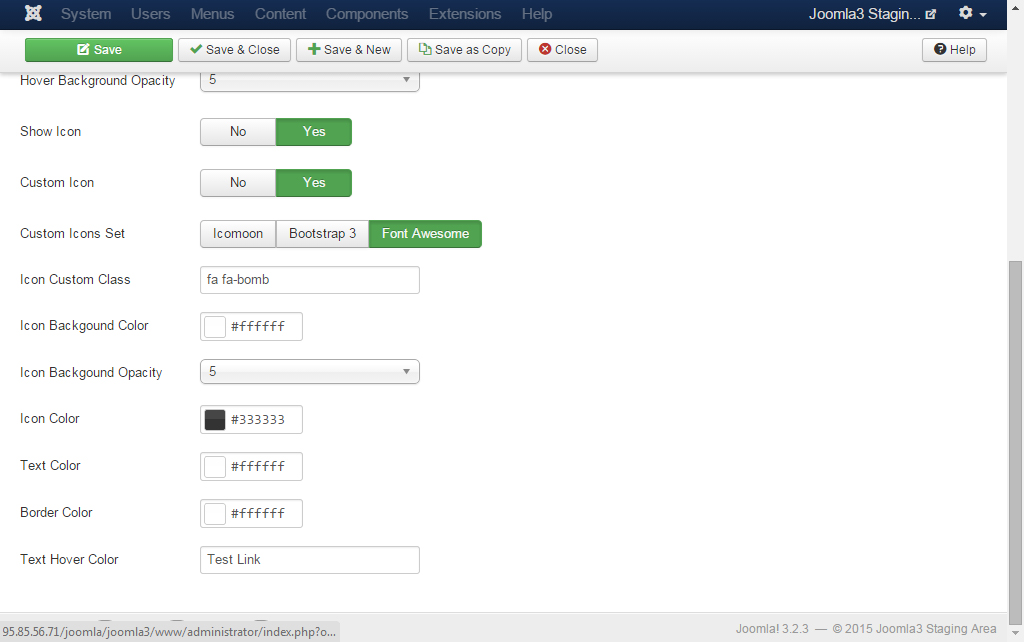 System Users Menus Content Components Extensions Help Joomla3 Stagin...
Save Save & Close Save & New Save as Copy Close Help
Hover Background Opacity 5
Show Icon No Yes
Custom Icon No Yes
Custom Icons Set Icomoon Bootstrap 3 Font Awesome
Icon Custom Class fa fa-bomb
Icon Backgound Color #ffffff
Icon Backgound Opacity 5
Icon Color #333333
Text Color #ffffff
Border Color #ffffff
Text Hover Color Test Link
Joomla! 3.2.3 — © 2015 Joomla3 Staging Area
95.85.56.71/joomla/joomla3/www/administrator/index.php?o...